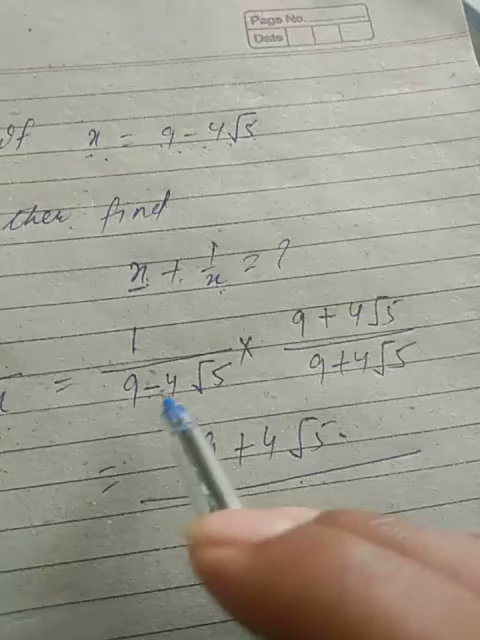 Page No.
Date
If x = 9 - 4√5
then find
x + 1/x = ?
= 1/(9-4√5) × (9+4√5)/(9+4√5)
= + 4√5